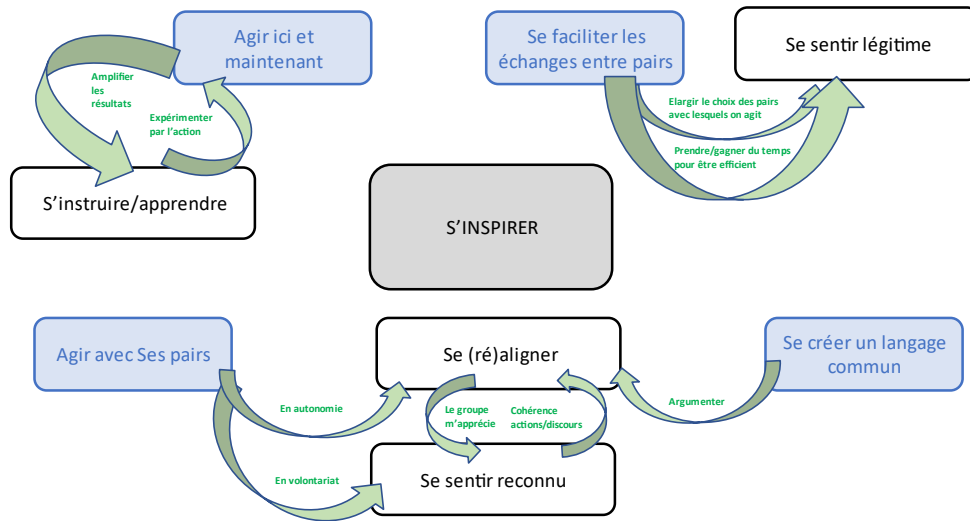 Agir ici et
maintenant
Amplifier
les
résultats
Expérimenter
par l'action
S'instruire/apprendre
Se faciliter les
échanges entre pairs
Se sentir légitime
Elargir le choix des pairs
avec lesquels on agit
Prendre/gagner du temps
pour être efficient
S'INSPIRER
Agir avec Ses pairs
Se (ré)aligner
Se créer un langage
commun
En autonomie
Le groupe
m'apprécie
Cohérence
actions/discours
Argumenter
En volontariat
Se sentir reconnu